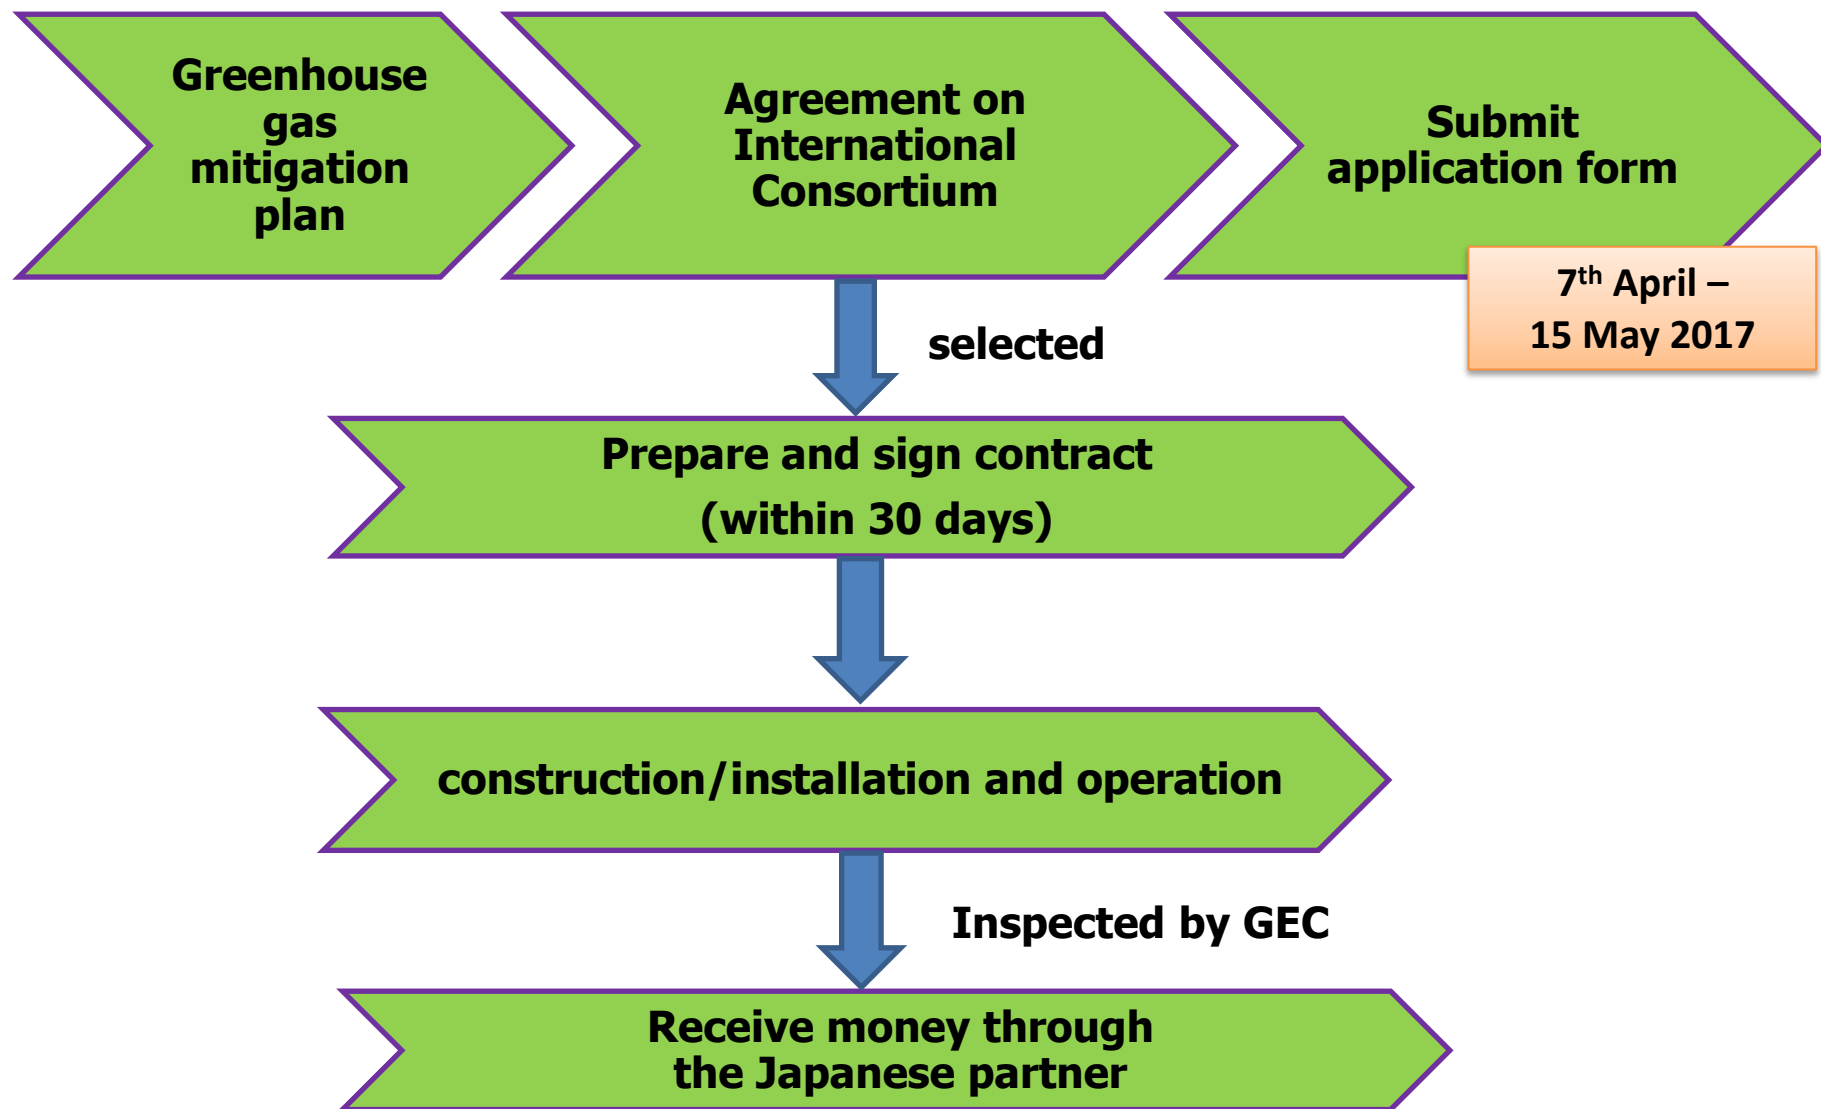 Greenhouse
gas
mitigation
plan
Agreement on
International
Consortium
Submit
application form
7th April –
15 May 2017
selected
Prepare and sign contract
(within 30 days)
construction/installation and operation
Inspected by GEC
Receive money through
the Japanese partner